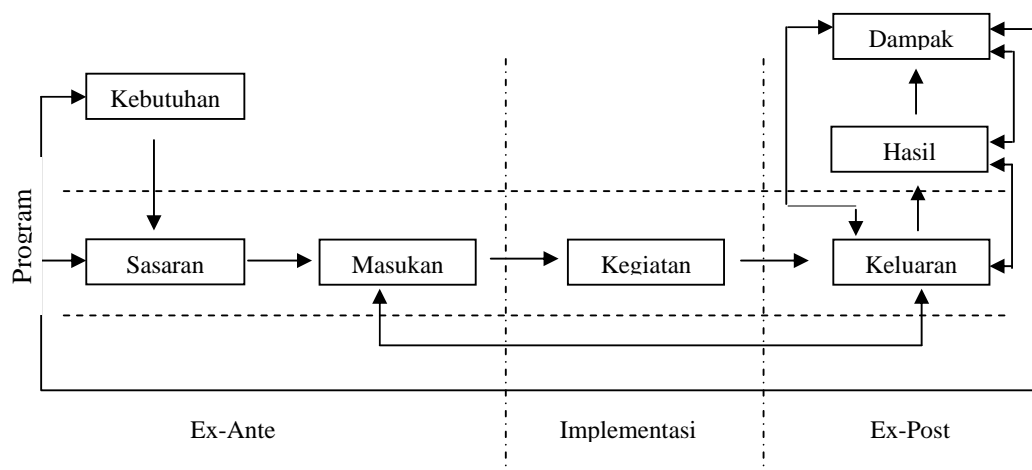 Dampak
Kebutuhan
Hasil
Program
Sasaran
Masukan
Kegiatan
Keluaran
Ex-Ante
Implementasi
Ex-Post